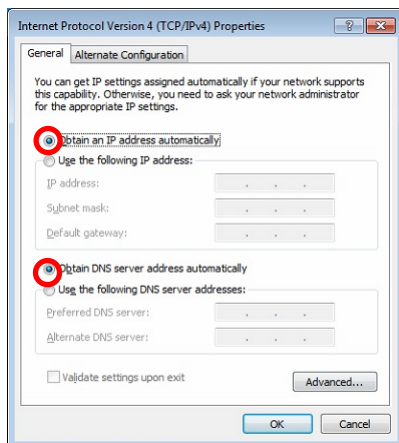 Internet Protocol Version 4 (TCP/IPv4) Properties
General
Alternate Configuration
You can get IP settings assigned automatically if your network supports
this capability. Otherwise, you need to ask your network administrator
for the appropriate IP settings.
Obtain an IP address automatically
Use the following IP address:
IP address:
Subnet mask:
Default gateway:
Obtain DNS server address automatically
Use the following DNS server addresses:
Preferred DNS server:
Alternate DNS server:
Validate settings upon exit
Advanced...
OK
Cancel